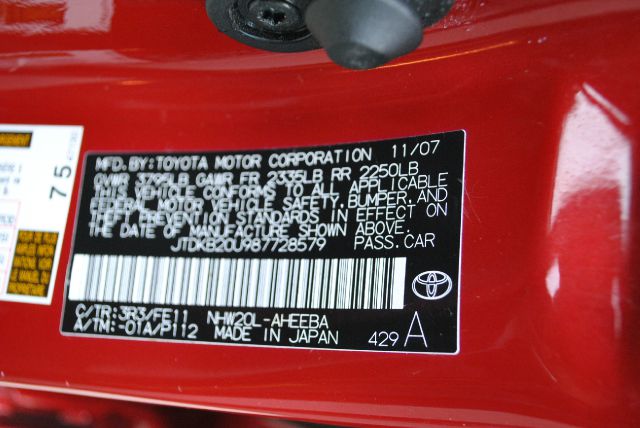 MFD. BY: TOYOTA MOTOR CORPORATION 11/07
GVWR 3795LB GAWR FR 2335LB RR 2250LB
THIS VEHICLE CONFORMS TO ALL APPLICABLE
FEDERAL MOTOR VEHICLE SAFETY, BUMPER, AND
THEFT PREVENTION STANDARDS IN EFFECT ON
THE DATE OF MANUFACTURE SHOWN ABOVE.
JTDKB20U987728579 PASS. CAR
C/TR: 3R3/FE11 NHW20L-AHEEBA
A/TM: -01A/P112 MADE IN JAPAN 429 A
75